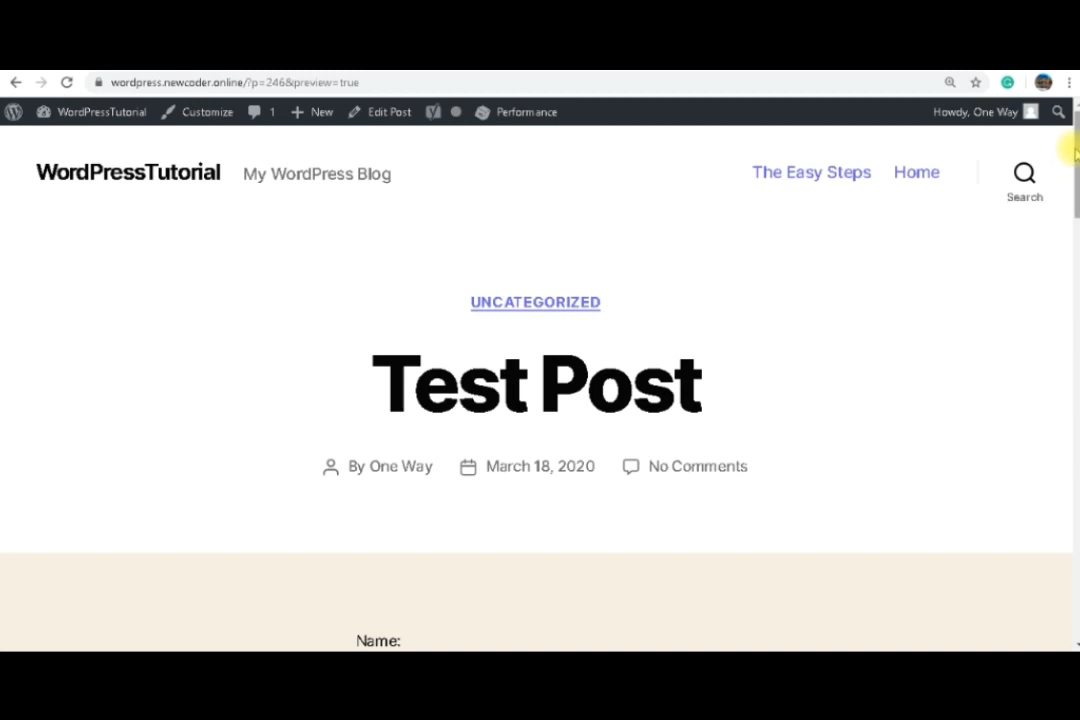 wordpress.newcoder.online/?p=246&preview=true
WordPressTutorial Customize 1 New Edit Post Performance Howdy, One Way
WordPressTutorial My WordPress Blog The Easy Steps Home
Search
UNCATEGORIZED
Test Post
By One Way March 18, 2020 No Comments
Name: